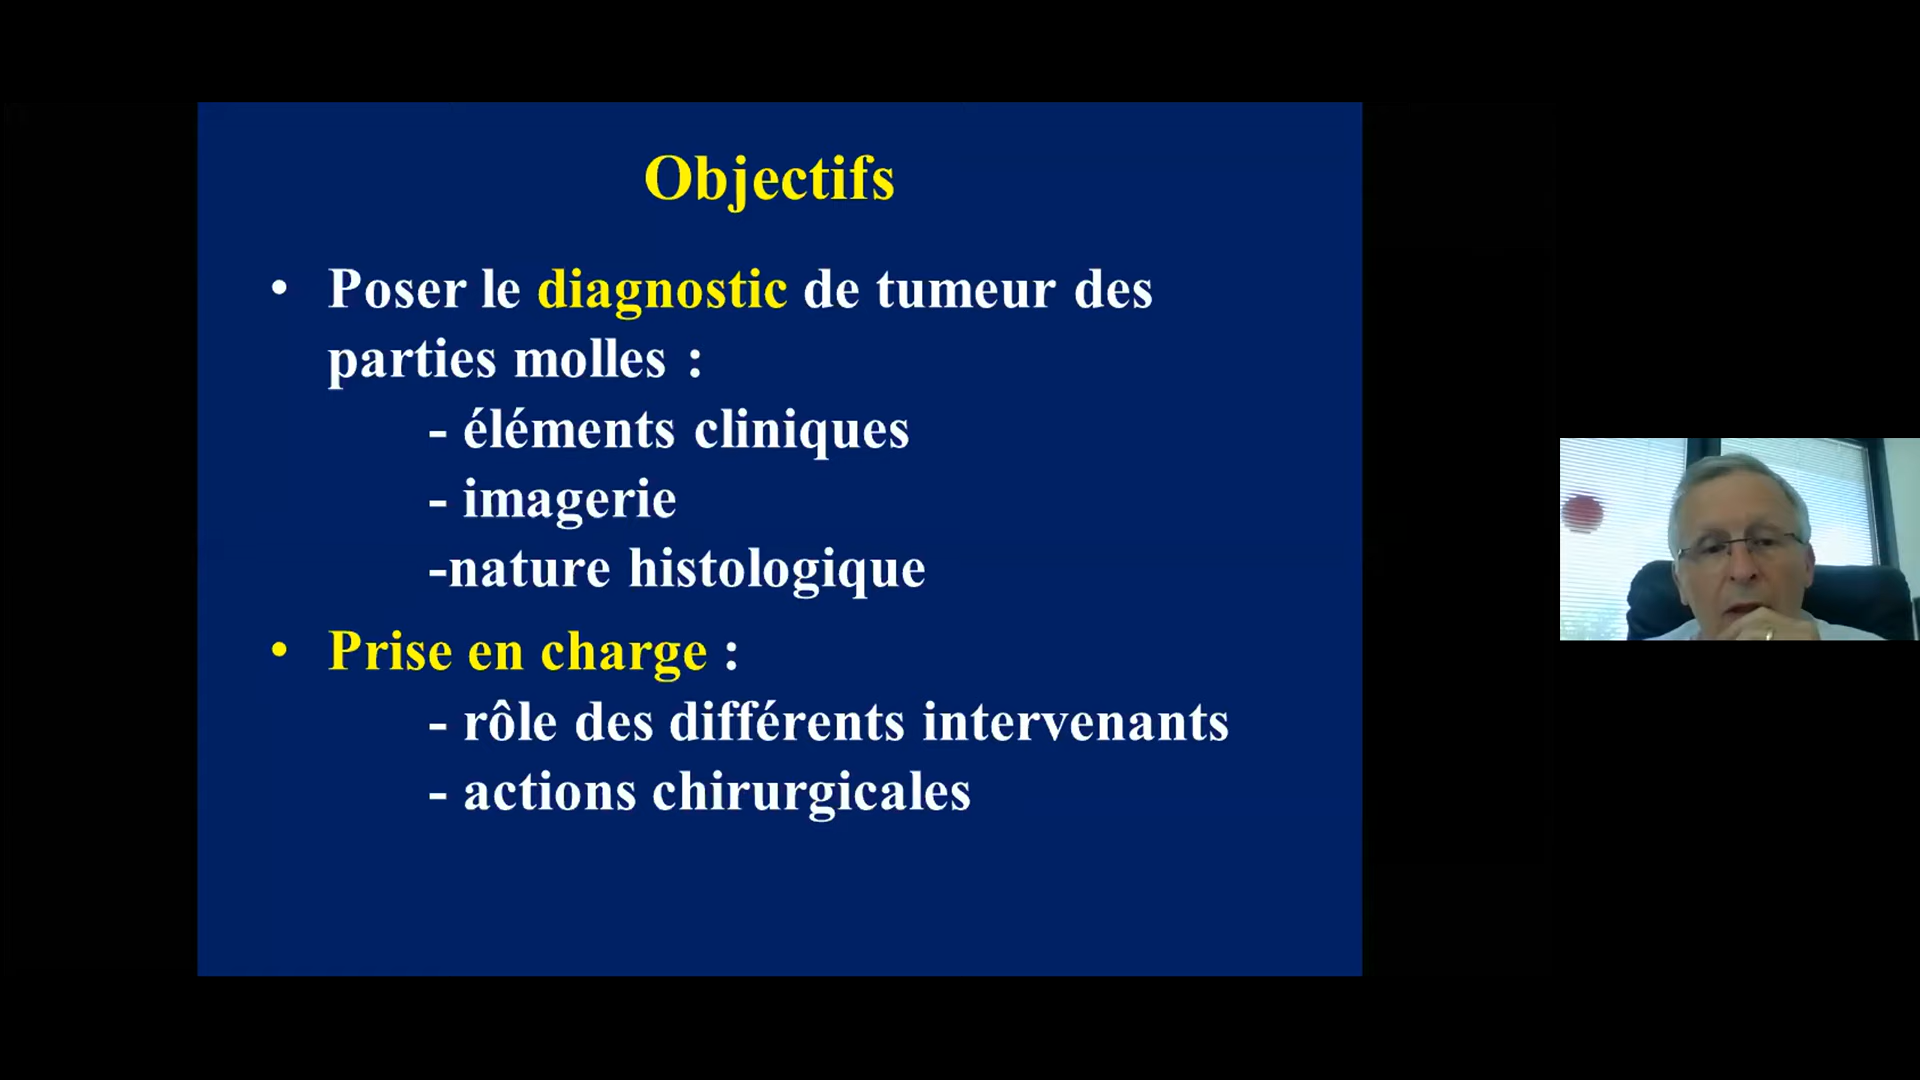 Objectifs
• Poser le diagnostic de tumeur des
parties molles :
- éléments cliniques
- imagerie
-nature histologique
• Prise en charge :
- rôle des différents intervenants
- actions chirurgicales